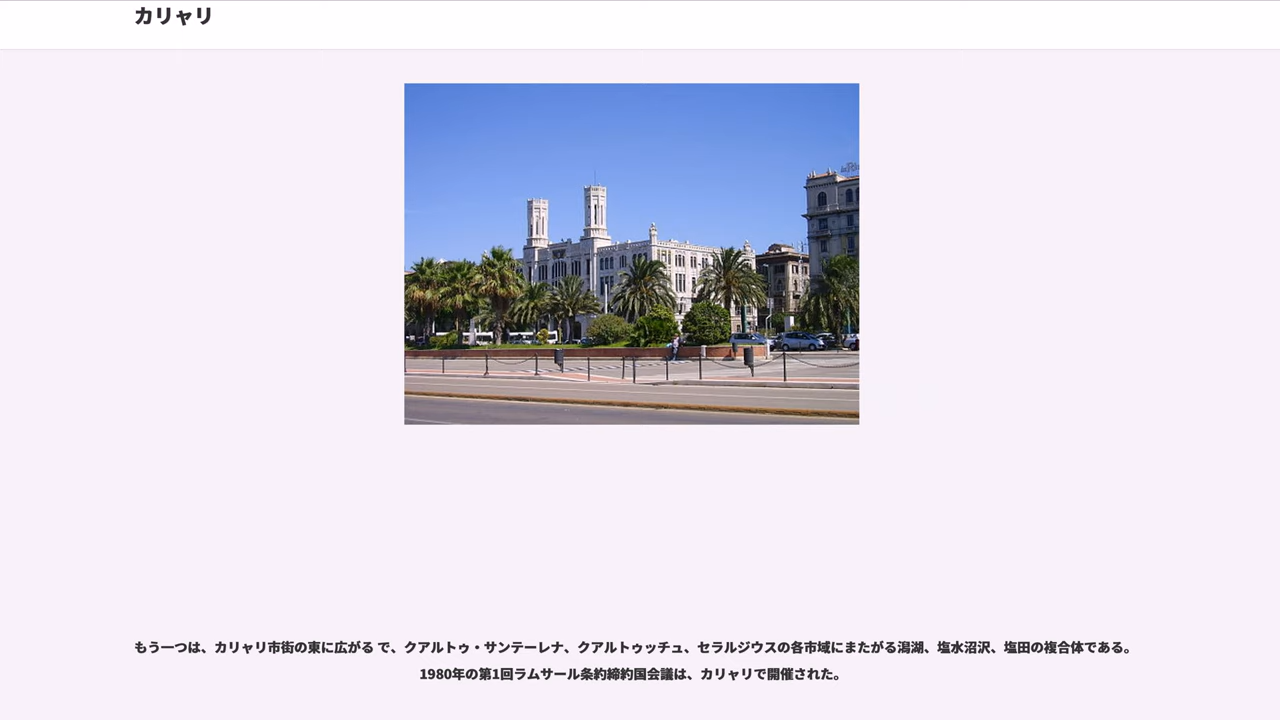 カリャリ
もう一つは、カリャリ市街の東に広がる で、クアルトゥ・サンテーレナ、クアルトゥッチュ、セラルジウスの各市域にまたがる潟湖、塩水沼沢、塩田の複合体である。
1980年の第1回ラムサール条約締約国会議は、カリャリで開催された。